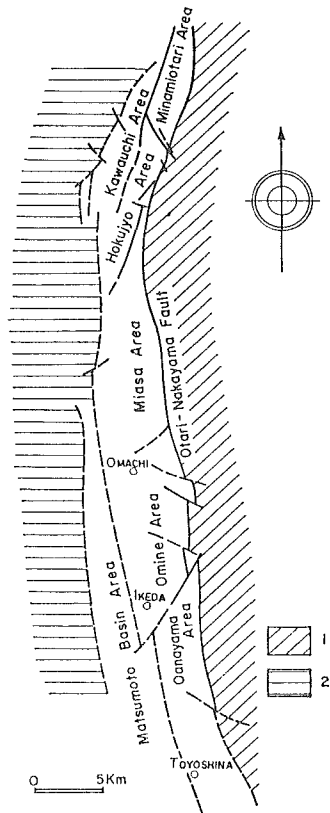 Minamiotari Area
Kawauchi Area
Hokujyo Area
Miasa Area
Otari-Nakayama Fault
OMACHI
Omine Area
IKEDA
Matsumoto Basin Area
Oanayama Area
TOYOSHINA
1
2
0 5Km